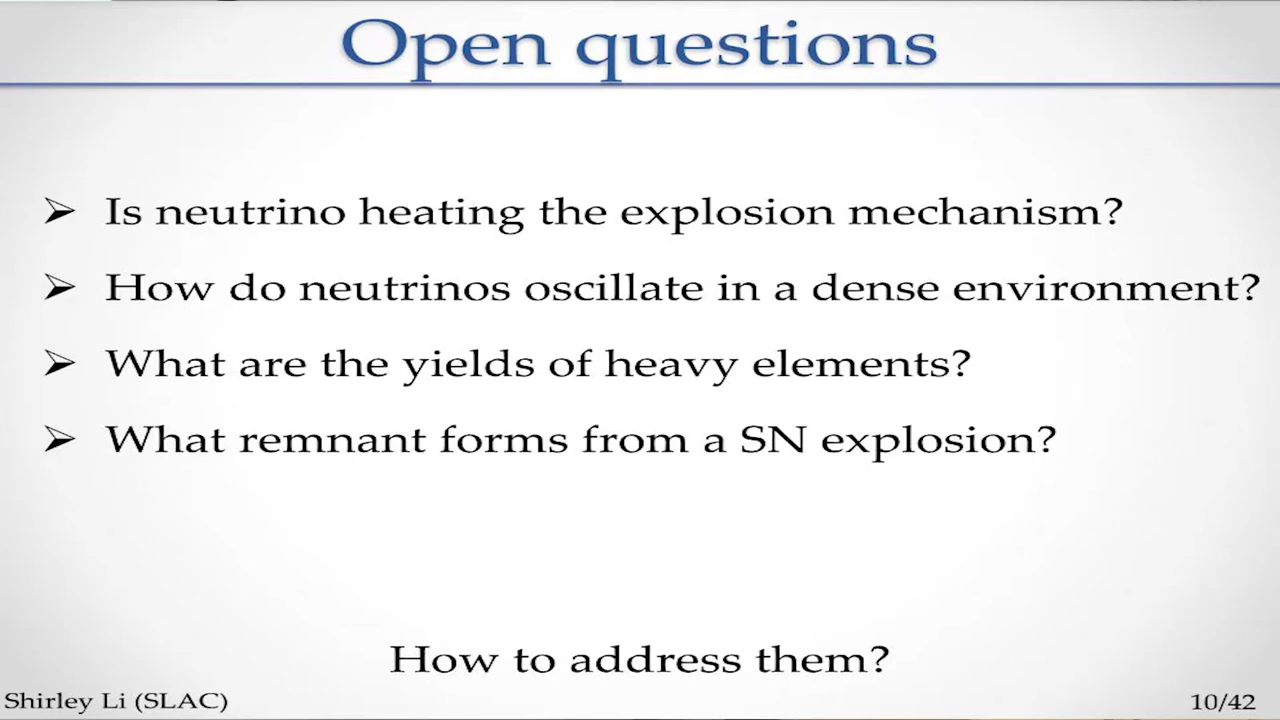 Open questions
➢ Is neutrino heating the explosion mechanism?
➢ How do neutrinos oscillate in a dense environment?
➢ What are the yields of heavy elements?
➢ What remnant forms from a SN explosion?
How to address them?
Shirley Li (SLAC)
10/42